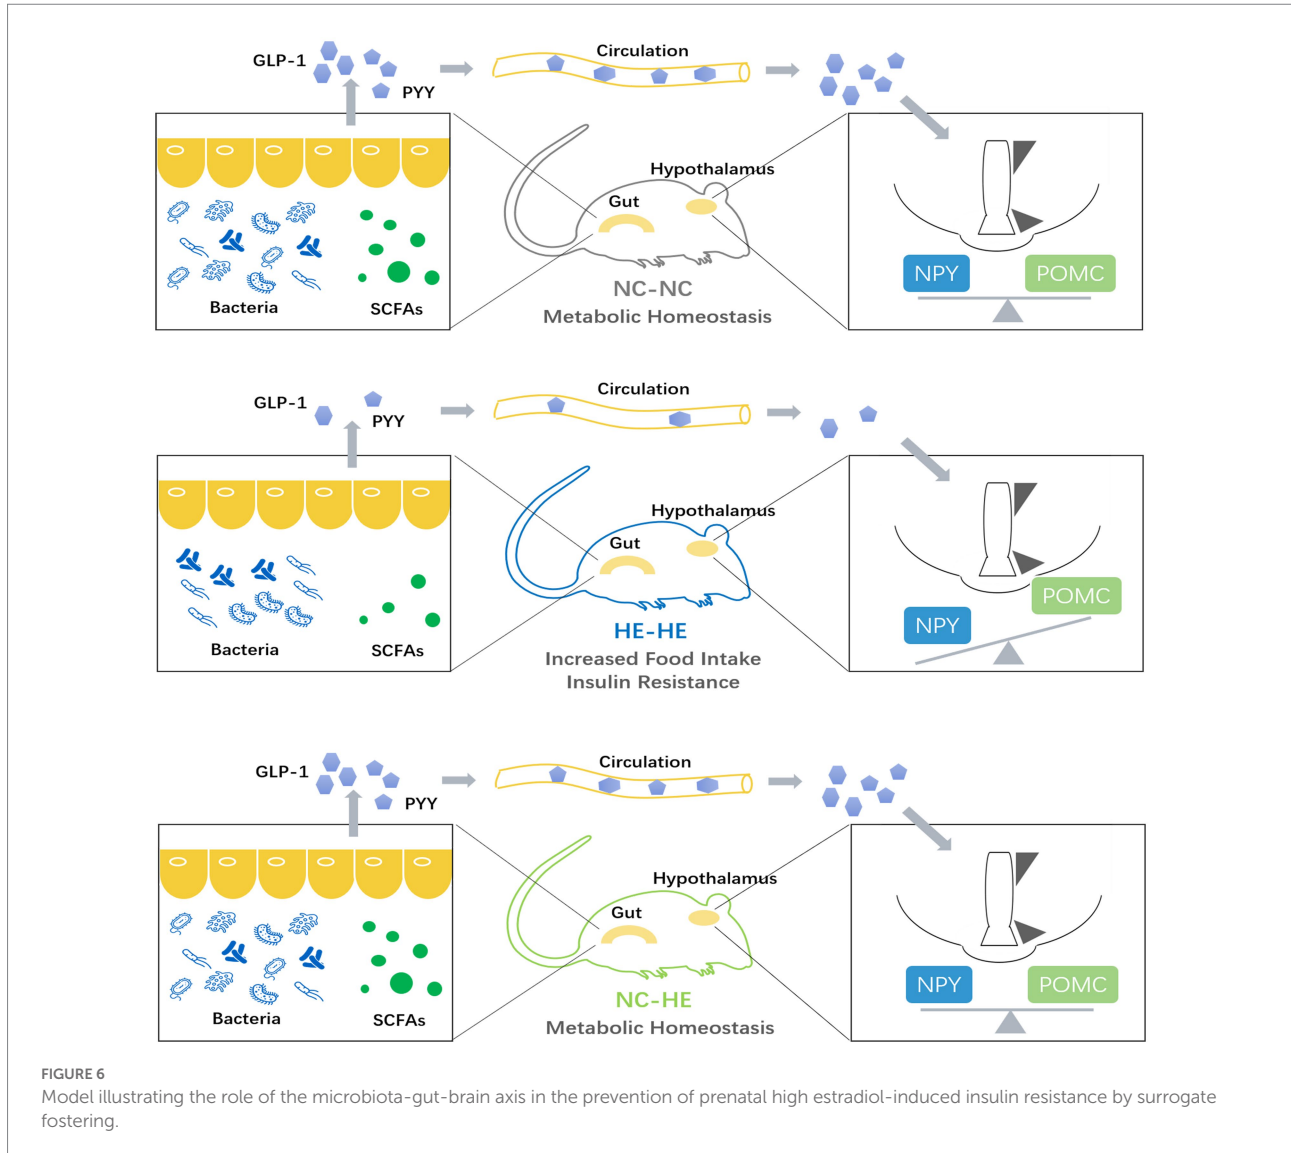 GLP-1
PYY
Circulation
Hypothalamus
Gut
Bacteria
SCFAs
NC-NC
Metabolic Homeostasis
NPY
POMC
GLP-1
PYY
Circulation
Hypothalamus
Gut
Bacteria
SCFAs
HE-HE
Increased Food Intake
Insulin Resistance
NPY
POMC
GLP-1
PYY
Circulation
Hypothalamus
Gut
Bacteria
SCFAs
NC-HE
Metabolic Homeostasis
NPY
POMC
FIGURE 6
Model illustrating the role of the microbiota-gut-brain axis in the prevention of prenatal high estradiol-induced insulin resistance by surrogate
fostering.